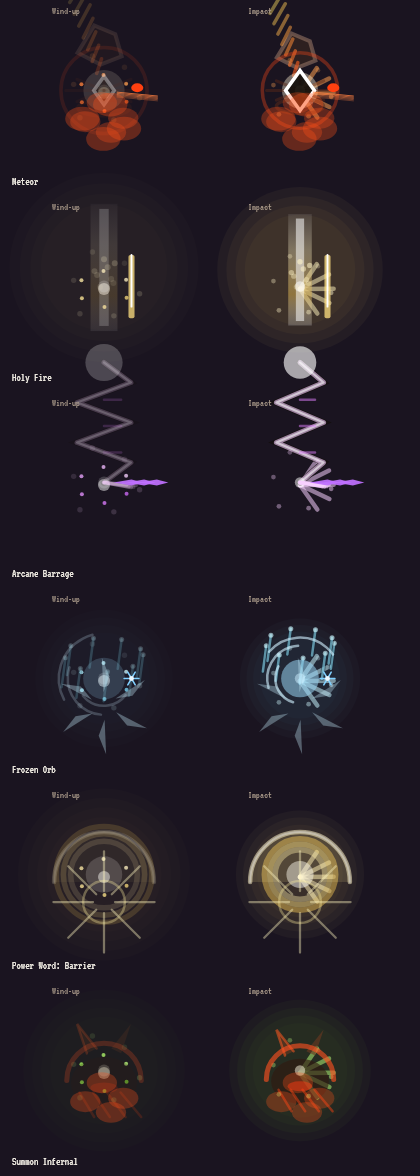 Wind-up Impact
Meteor
Wind-up Impact
Holy Fire
Wind-up Impact
Arcane Barrage
Wind-up Impact
Frozen Orb
Wind-up Impact
Power Word: Barrier
Wind-up Impact
Summon Infernal